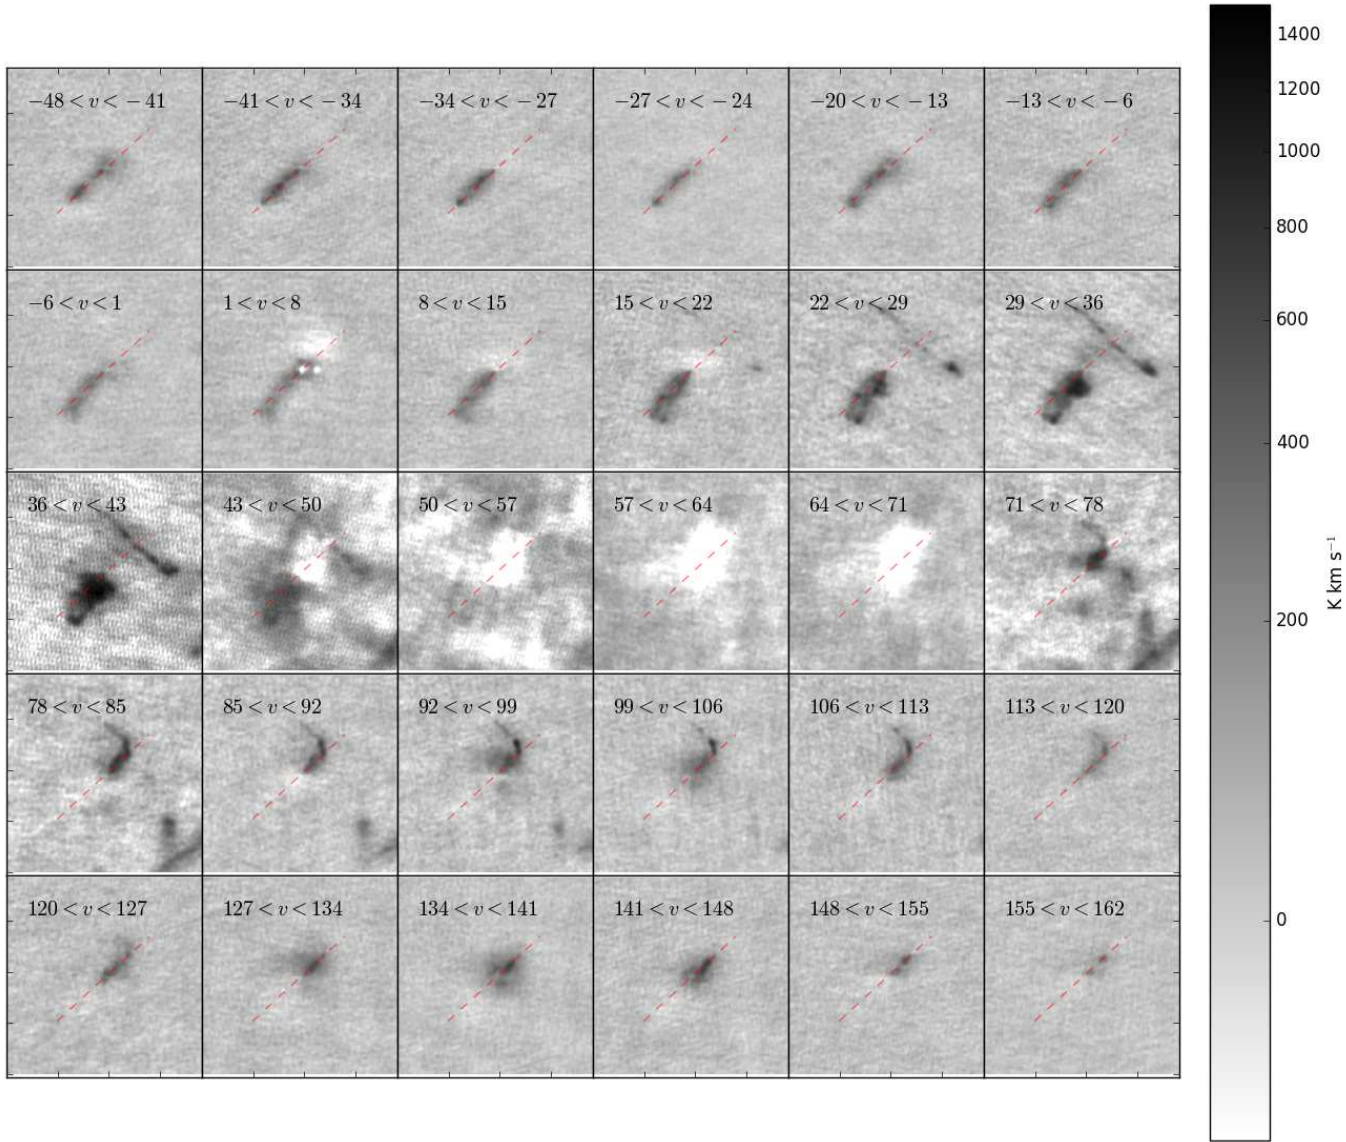 −48 < v < −41
−41 < v < −34
−34 < v < −27
−27 < v < −24
−20 < v < −13
−13 < v < −6
−6 < v < 1
1 < v < 8
8 < v < 15
15 < v < 22
22 < v < 29
29 < v < 36
36 < v < 43
43 < v < 50
50 < v < 57
57 < v < 64
64 < v < 71
71 < v < 78
78 < v < 85
85 < v < 92
92 < v < 99
99 < v < 106
106 < v < 113
113 < v < 120
120 < v < 127
127 < v < 134
134 < v < 141
141 < v < 148
148 < v < 155
155 < v < 162
1400
1200
1000
800
600
400
200
0
K km s⁻¹